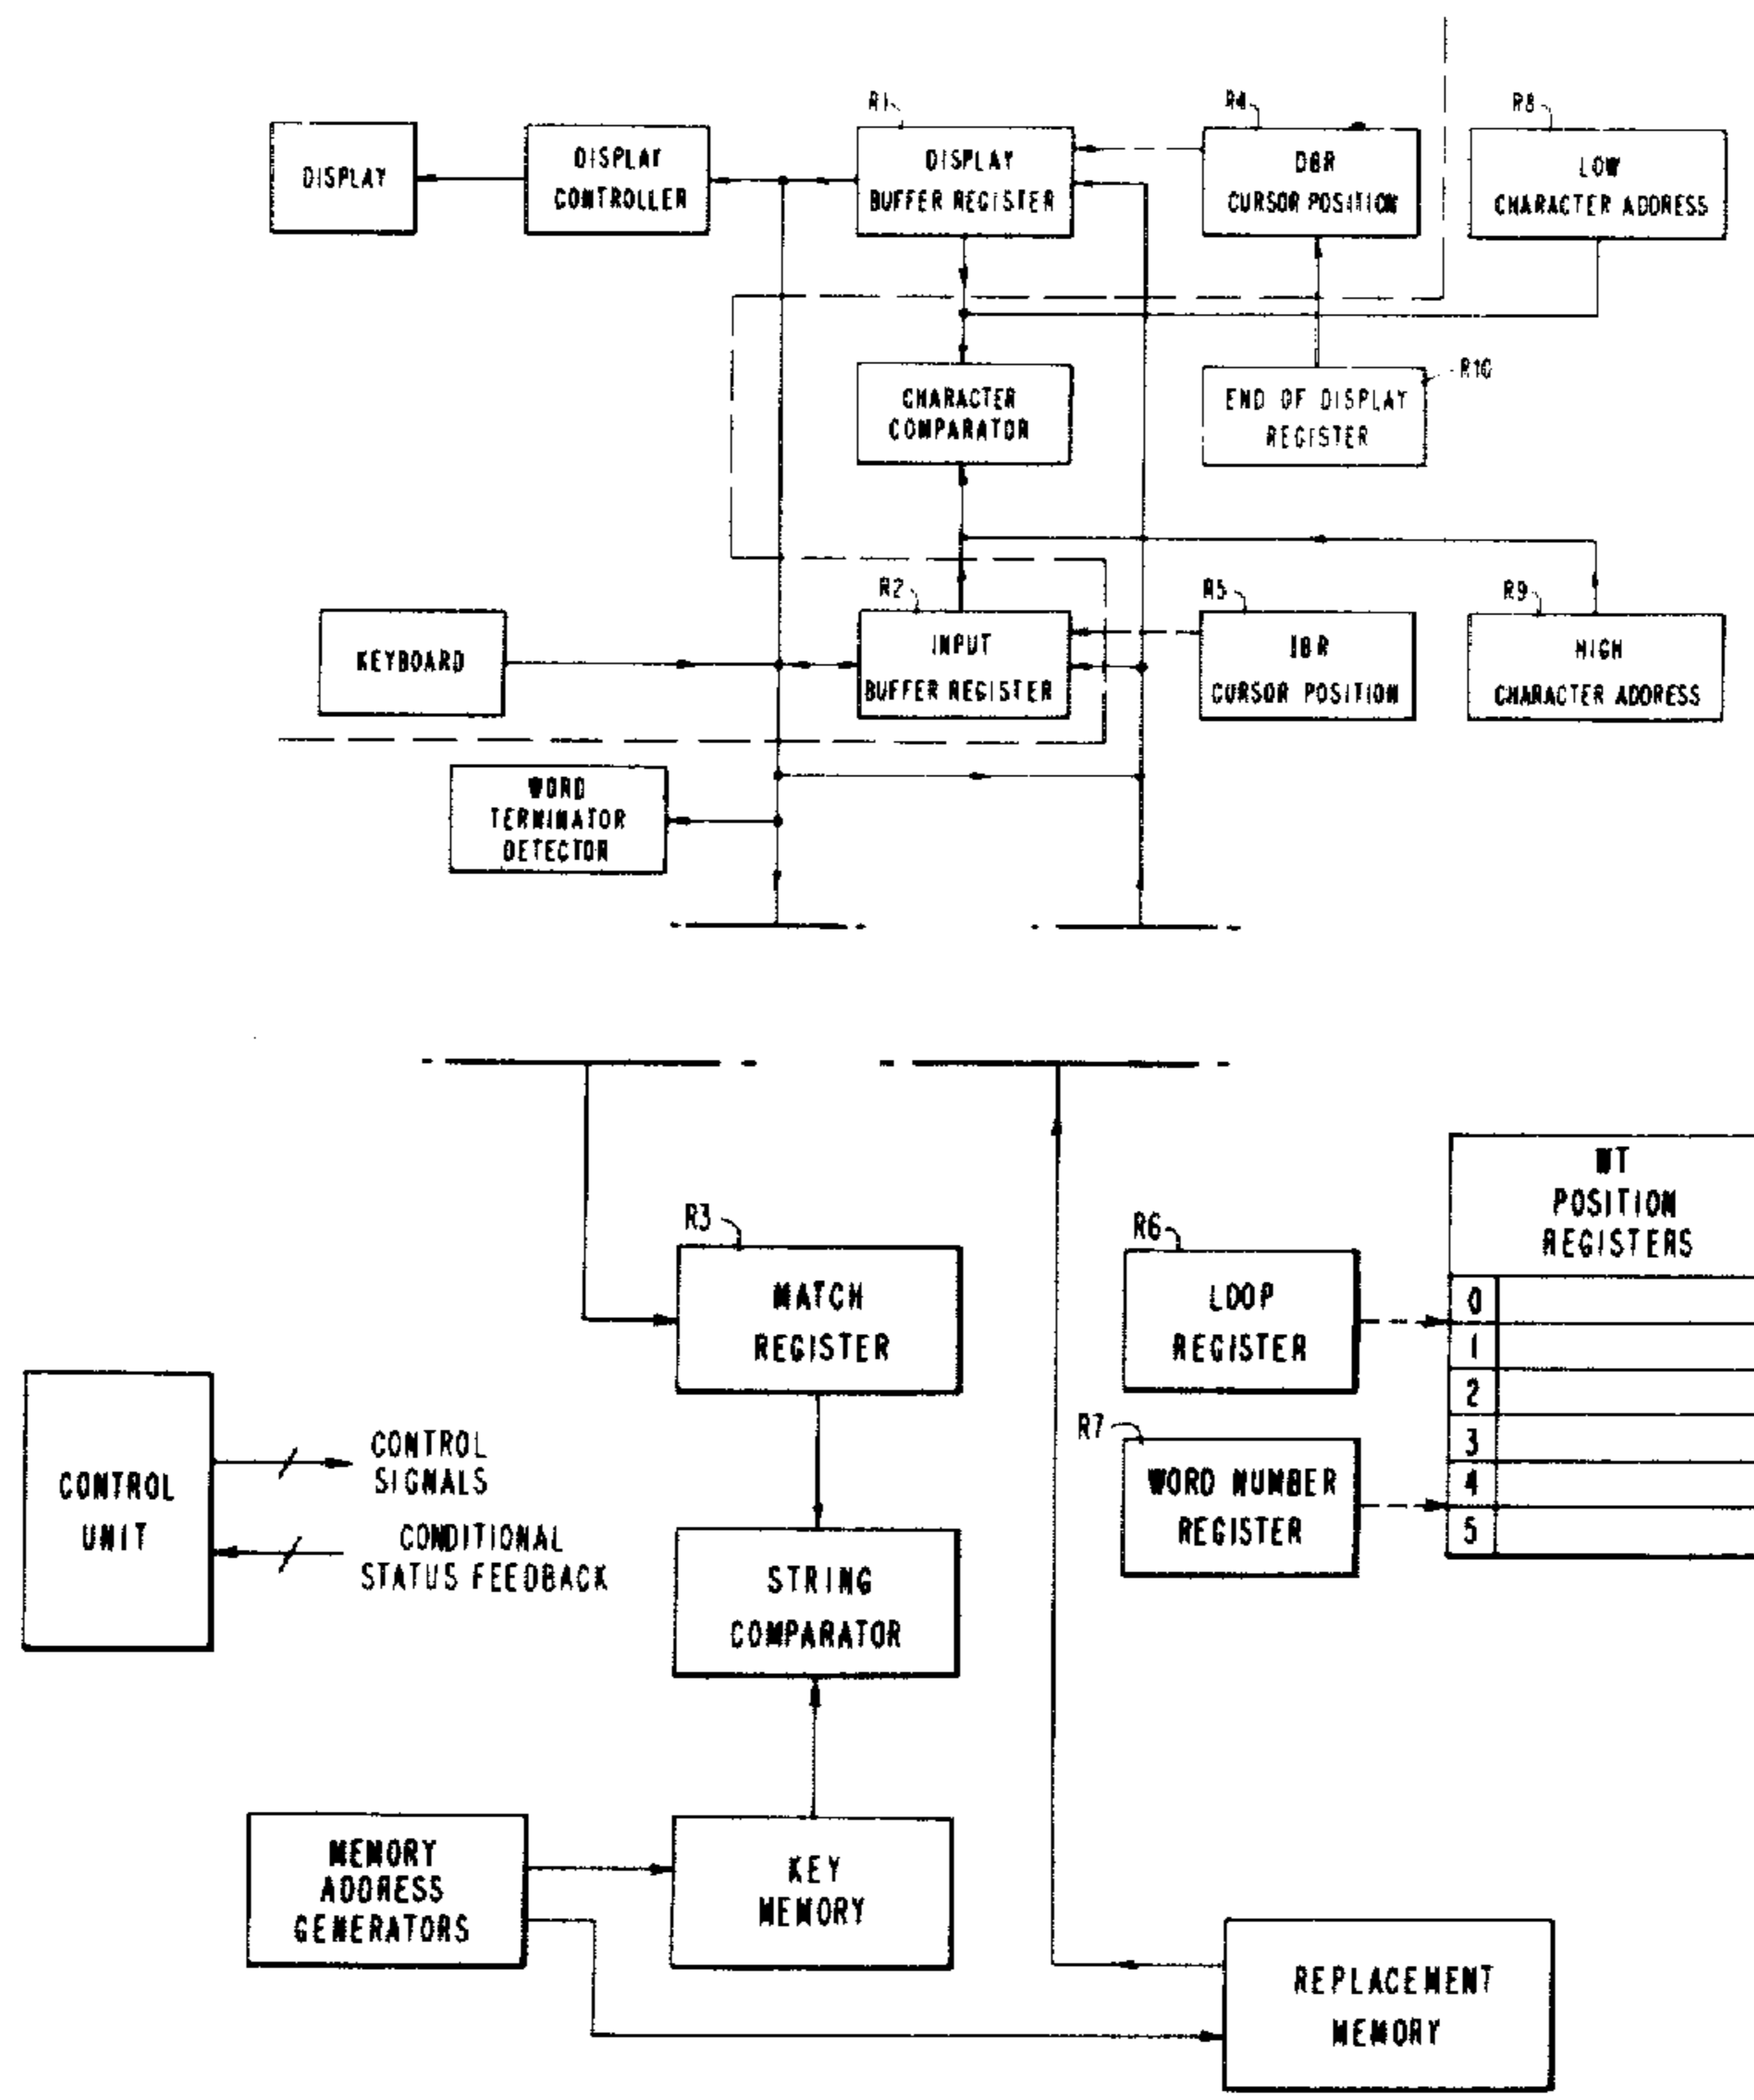 R1
R4
R8
DISPLAY
DISPLAY
CONTROLLER
DISPLAY
BUFFER REGISTER
DBR
CURSOR POSITION
LOW
CHARACTER ADDRESS
CHARACTER
COMPARATOR
END OF DISPLAY
REGISTER
R10
R2
R5
R9
KEYBOARD
INPUT
BUFFER REGISTER
IBR
CURSOR POSITION
HIGH
CHARACTER ADDRESS
WORD
TERMINATOR
DETECTOR
R3
MATCH
REGISTER
R6
LOOP
REGISTER
WT
POSITION
REGISTERS
0
1
2
3
4
5
R7
WORD NUMBER
REGISTER
CONTROL
UNIT
CONTROL
SIGNALS
CONDITIONAL
STATUS FEEDBACK
STRING
COMPARATOR
MEMORY
ADDRESS
GENERATORS
KEY
MEMORY
REPLACEMENT
MEMORY